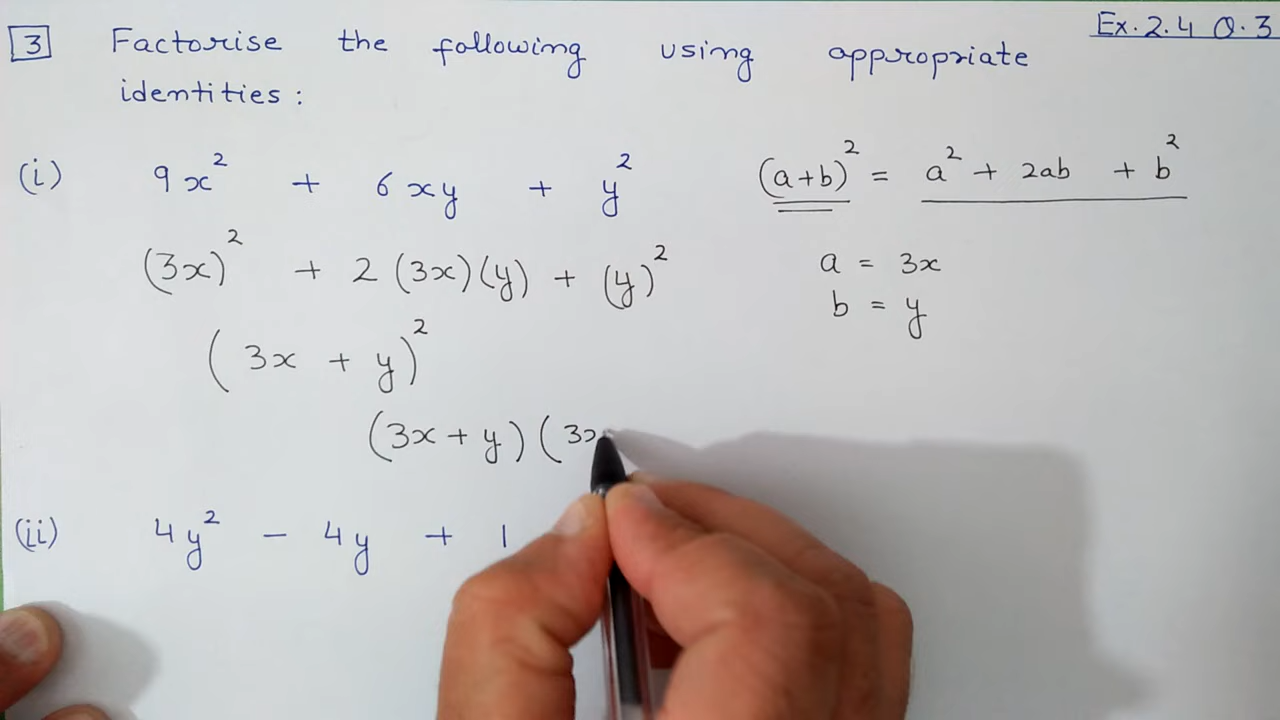 Ex. 2.4 Q.3
3 Factorise the following using appropriate
identities :
(i) 9x² + 6xy + y²
(a+b)² = a² + 2ab + b²
(3x)² + 2 (3x)(y) + (y)²
a = 3x
b = y
(3x + y)²
(3x + y) (3x
(ii) 4y² - 4y + 1